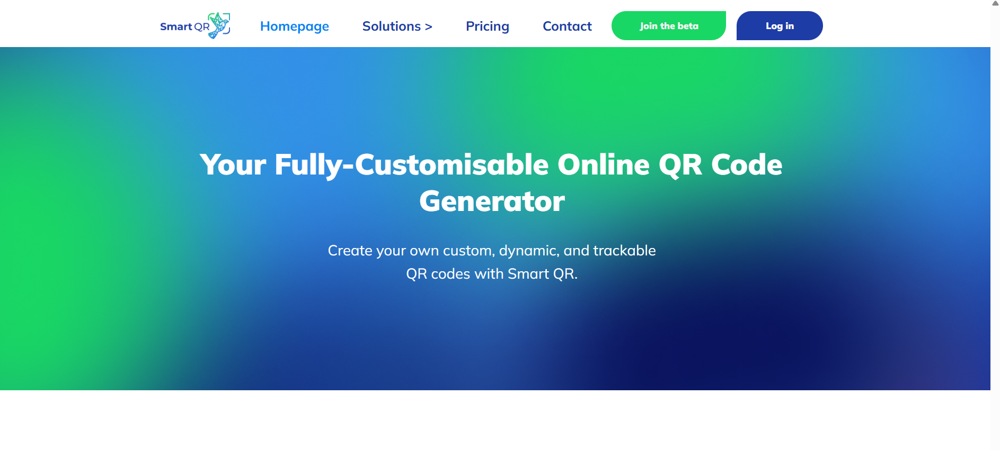 Smart QR
Homepage
Solutions >
Pricing
Contact
Join the beta
Log in
Your Fully-Customisable Online QR Code
Generator
Create your own custom, dynamic, and trackable
QR codes with Smart QR.